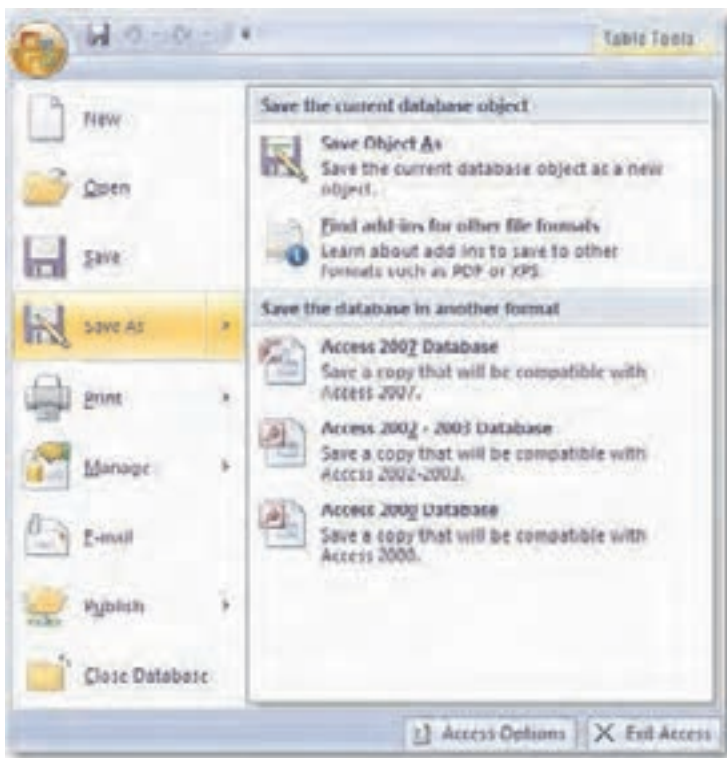 Table Tools
New
Open
Save
Save As
Print
Manage
E-mail
Publish
Close Database
Save the current database object
Save Object As
Save the current database object as a new
object.
Find add-ins for other file formats
Learn about add ins to save to other
formats such as PDF or XPS.
Save the database in another format
Access 2007 Database
Save a copy that will be compatible with
Access 2007.
Access 2002 - 2003 Database
Save a copy that will be compatible with
Access 2002-2003.
Access 2000 Database
Save a copy that will be compatible with
Access 2000.
Access Options
Exit Access